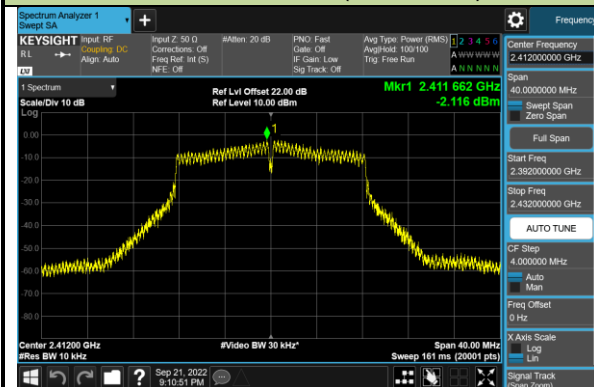 Spectrum Analyzer 1
Swept SA
+
Frequency
KEYSIGHT
RL
LXI
Input: RF
Coupling: DC
Align: Auto
Input Z: 50 Ω
Corrections: Off
Freq Ref: Int (S)
NFE: Off
#Atten: 20 dB
PNO: Fast
Gate: Off
IF Gain: Low
Sig Track: Off
Avg Type: Power (RMS)
Avg|Hold: 100/100
Trig: Free Run
1 2 3 4 5 6
A W W W W W
A N N N N N
1 Spectrum
Scale/Div 10 dB
Log
Ref Lvl Offset 22.00 dB
Ref Level 10.00 dBm
Mkr1 2.411 662 GHz
-2.116 dBm
1
0.00
-10.0
-20.0
-30.0
-40.0
-50.0
-60.0
-70.0
-80.0
Center 2.41200 GHz
#Res BW 10 kHz
#Video BW 30 kHz*
Span 40.00 MHz
Sweep 161 ms (20001 pts)
Center Frequency
2.412000000 GHz
Span
40.0000000 MHz
Swept Span
Zero Span
Full Span
Start Freq
2.392000000 GHz
Stop Freq
2.432000000 GHz
AUTO TUNE
CF Step
4.000000 MHz
Auto
Man
Freq Offset
0 Hz
X Axis Scale
Log
Lin
Signal Track
(Span Zoom)
?
Sep 21, 2022
9:10:51 PM